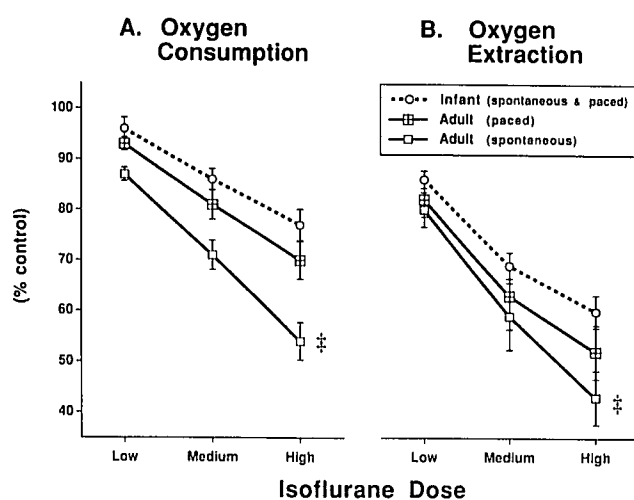 A. Oxygen
Consumption
B. Oxygen
Extraction
Infant (spontaneous & paced)
Adult (paced)
Adult (spontaneous)
(% control)
100
90
80
70
60
50
40
‡
‡
Low Medium High
Low Medium High
Isoflurane Dose